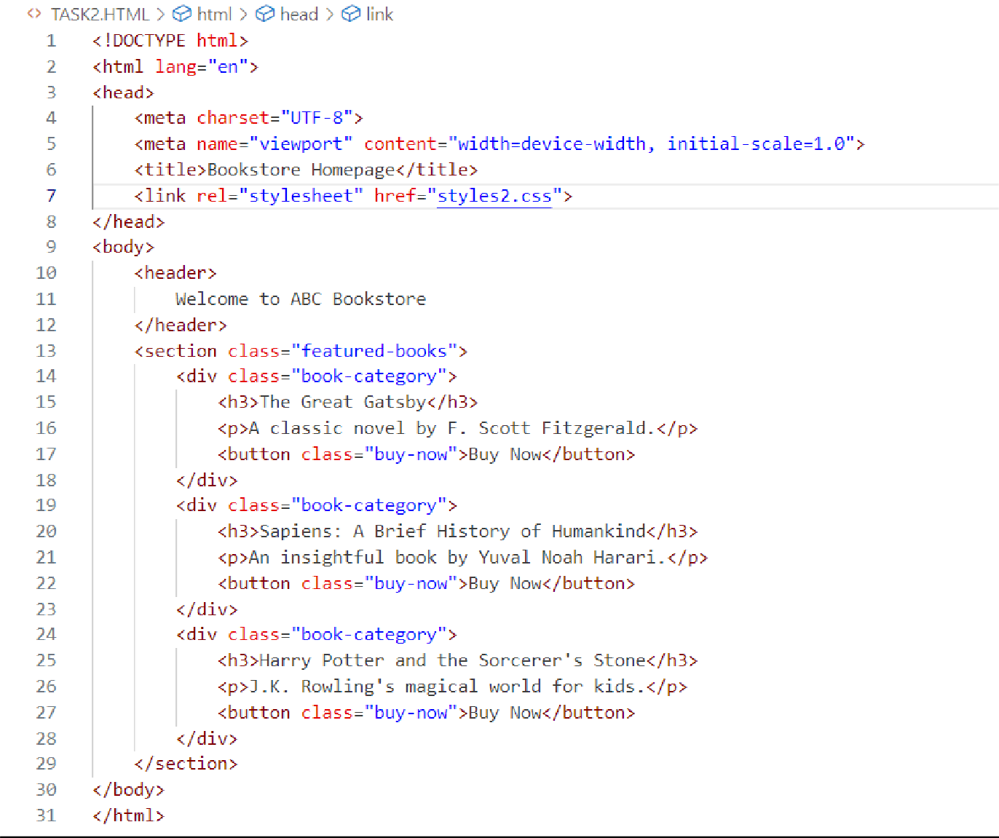 <> TASK2.HTML > html > head > link
1 <!DOCTYPE html>
2 <html lang="en">
3 <head>
4 <meta charset="UTF-8">
5 <meta name="viewport" content="width=device-width, initial-scale=1.0">
6 <title>Bookstore Homepage</title>
7 <link rel="stylesheet" href="styles2.css">
8 </head>
9 <body>
10 <header>
11 Welcome to ABC Bookstore
12 </header>
13 <section class="featured-books">
14 <div class="book-category">
15 <h3>The Great Gatsby</h3>
16 <p>A classic novel by F. Scott Fitzgerald.</p>
17 <button class="buy-now">Buy Now</button>
18 </div>
19 <div class="book-category">
20 <h3>Sapiens: A Brief History of Humankind</h3>
21 <p>An insightful book by Yuval Noah Harari.</p>
22 <button class="buy-now">Buy Now</button>
23 </div>
24 <div class="book-category">
25 <h3>Harry Potter and the Sorcerer's Stone</h3>
26 <p>J.K. Rowling's magical world for kids.</p>
27 <button class="buy-now">Buy Now</button>
28 </div>
29 </section>
30 </body>
31 </html>